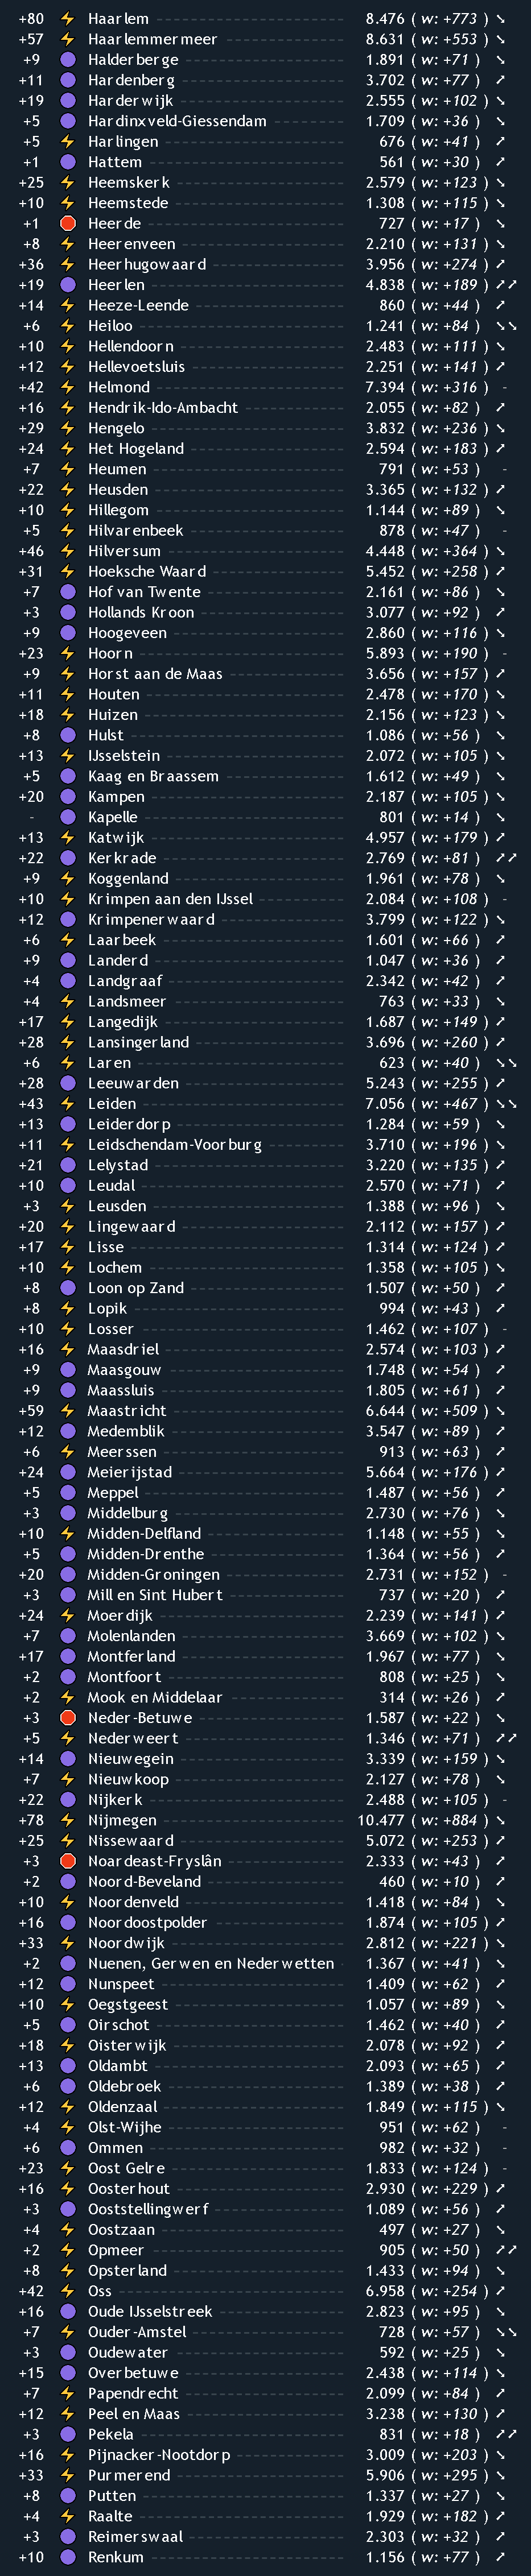 +80 Haarlem 8.476 ( w: +773 ) ↘
+57 Haarlemmermeer 8.631 ( w: +553 ) ↘
+9 Halderberge 1.891 ( w: +71 ) ↘
+11 Hardenberg 3.702 ( w: +77 ) ↗
+19 Harderwijk 2.555 ( w: +102 ) ↘
+5 Hardinxveld-Giessendam 1.709 ( w: +36 ) ↘
+5 Harlingen 676 ( w: +41 ) ↗
+1 Hattem 561 ( w: +30 ) ↗
+25 Heemskerk 2.579 ( w: +123 ) ↘
+10 Heemstede 1.308 ( w: +115 ) ↘
+1 Heerde 727 ( w: +17 ) ↘
+8 Heerenveen 2.210 ( w: +131 ) ↘
+36 Heerhugowaard 3.956 ( w: +274 ) ↗
+19 Heerlen 4.838 ( w: +189 ) ↗↗
+14 Heeze-Leende 860 ( w: +44 ) ↗
+6 Heiloo 1.241 ( w: +84 ) ↘↘
+10 Hellendoorn 2.483 ( w: +111 ) ↘
+12 Hellevoetsluis 2.251 ( w: +141 ) ↗
+42 Helmond 7.394 ( w: +316 ) -
+16 Hendrik-Ido-Ambacht 2.055 ( w: +82 ) ↗
+29 Hengelo 3.832 ( w: +236 ) ↘
+24 Het Hogeland 2.594 ( w: +183 ) ↗
+7 Heumen 791 ( w: +53 ) -
+22 Heusden 3.365 ( w: +132 ) ↗
+10 Hillegom 1.144 ( w: +89 ) ↘
+5 Hilvarenbeek 878 ( w: +47 ) -
+46 Hilversum 4.448 ( w: +364 ) ↘
+31 Hoeksche Waard 5.452 ( w: +258 ) ↗
+7 Hof van Twente 2.161 ( w: +86 ) ↘
+3 Hollands Kroon 3.077 ( w: +92 ) ↗
+9 Hoogeveen 2.860 ( w: +116 ) ↘
+23 Hoorn 5.893 ( w: +190 ) -
+9 Horst aan de Maas 3.656 ( w: +157 ) ↗
+11 Houten 2.478 ( w: +170 ) ↘
+18 Huizen 2.156 ( w: +123 ) ↘
+8 Hulst 1.086 ( w: +56 ) ↘
+13 IJsselstein 2.072 ( w: +105 ) ↘
+5 Kaag en Braassem 1.612 ( w: +49 ) ↘
+20 Kampen 2.187 ( w: +105 ) ↘
- Kapelle 801 ( w: +14 ) ↘
+13 Katwijk 4.957 ( w: +179 ) ↗
+22 Kerkrade 2.769 ( w: +81 ) ↗↗
+9 Koggenland 1.961 ( w: +78 ) ↘
+10 Krimpen aan den IJssel 2.084 ( w: +108 ) -
+12 Krimpenerwaard 3.799 ( w: +122 ) ↘
+6 Laarbeek 1.601 ( w: +66 ) ↗
+9 Landerd 1.047 ( w: +36 ) ↗
+4 Landgraaf 2.342 ( w: +42 ) ↗
+4 Landsmeer 763 ( w: +33 ) ↘
+17 Langedijk 1.687 ( w: +149 ) ↗
+28 Lansingerland 3.696 ( w: +260 ) ↗
+6 Laren 623 ( w: +40 ) ↘↘
+28 Leeuwarden 5.243 ( w: +255 ) ↗
+43 Leiden 7.056 ( w: +467 ) ↘↘
+13 Leiderdorp 1.284 ( w: +59 ) ↘
+11 Leidschendam-Voorburg 3.710 ( w: +196 ) ↘
+21 Lelystad 3.220 ( w: +135 ) ↗
+10 Leudal 2.570 ( w: +71 ) ↗
+3 Leusden 1.388 ( w: +96 ) ↘
+20 Lingewaard 2.112 ( w: +157 ) ↗
+17 Lisse 1.314 ( w: +124 ) ↗
+10 Lochem 1.358 ( w: +105 ) ↘
+8 Loon op Zand 1.507 ( w: +50 ) ↗
+8 Lopik 994 ( w: +43 ) ↗
+10 Losser 1.462 ( w: +107 ) -
+16 Maasdriel 2.574 ( w: +103 ) ↗
+9 Maasgouw 1.748 ( w: +54 ) ↗
+9 Maassluis 1.805 ( w: +61 ) ↗
+59 Maastricht 6.644 ( w: +509 ) ↘
+12 Medemblik 3.547 ( w: +89 ) ↗
+6 Meerssen 913 ( w: +63 ) ↗
+24 Meierijstad 5.664 ( w: +176 ) ↗
+5 Meppel 1.487 ( w: +56 ) ↗
+3 Middelburg 2.730 ( w: +76 ) ↘
+10 Midden-Delfland 1.148 ( w: +55 ) ↘
+5 Midden-Drenthe 1.364 ( w: +56 ) ↗
+20 Midden-Groningen 2.731 ( w: +152 ) -
+3 Mill en Sint Hubert 737 ( w: +20 ) ↗
+24 Moerdijk 2.239 ( w: +141 ) ↗
+7 Molenlanden 3.669 ( w: +102 ) ↘
+17 Montferland 1.967 ( w: +77 ) ↘
+2 Montfoort 808 ( w: +25 ) ↘
+2 Mook en Middelaar 314 ( w: +26 ) ↗
+3 Neder-Betuwe 1.587 ( w: +22 ) ↘
+5 Nederweert 1.346 ( w: +71 ) ↗↗
+14 Nieuwegein 3.339 ( w: +159 ) ↘
+7 Nieuwkoop 2.127 ( w: +78 ) ↘
+22 Nijkerk 2.488 ( w: +105 ) -
+78 Nijmegen 10.477 ( w: +884 ) ↘
+25 Nissewaard 5.072 ( w: +253 ) ↗
+3 Noardeast-Fryslân 2.333 ( w: +43 ) ↗
+2 Noord-Beveland 460 ( w: +10 ) ↗
+10 Noordenveld 1.418 ( w: +84 ) ↘
+16 Noordoostpolder 1.874 ( w: +105 ) ↗
+33 Noordwijk 2.812 ( w: +221 ) ↘
+2 Nuenen, Gerwen en Nederwetten 1.367 ( w: +41 ) ↘
+12 Nunspeet 1.409 ( w: +62 ) ↗
+10 Oegstgeest 1.057 ( w: +89 ) ↘
+5 Oirschot 1.462 ( w: +40 ) ↗
+18 Oisterwijk 2.078 ( w: +92 ) ↗
+13 Oldambt 2.093 ( w: +65 ) ↗
+6 Oldebroek 1.389 ( w: +38 ) ↗
+12 Oldenzaal 1.849 ( w: +115 ) ↘
+4 Olst-Wijhe 951 ( w: +62 ) -
+6 Ommen 982 ( w: +32 ) -
+23 Oost Gelre 1.833 ( w: +124 ) -
+16 Oosterhout 2.930 ( w: +229 ) ↗
+3 Ooststellingwerf 1.089 ( w: +56 ) ↗
+4 Oostzaan 497 ( w: +27 ) ↘
+2 Opmeer 905 ( w: +50 ) ↗↗
+8 Opsterland 1.433 ( w: +94 ) ↘
+42 Oss 6.958 ( w: +254 ) ↗
+16 Oude IJsselstreek 2.823 ( w: +95 ) ↘
+7 Ouder-Amstel 728 ( w: +57 ) ↘↘
+3 Oudewater 592 ( w: +25 ) ↘
+15 Overbetuwe 2.438 ( w: +114 ) ↘
+7 Papendrecht 2.099 ( w: +84 ) ↗
+12 Peel en Maas 3.238 ( w: +130 ) ↗
+3 Pekela 831 ( w: +18 ) ↗↗
+16 Pijnacker-Nootdorp 3.009 ( w: +203 ) ↘
+33 Purmerend 5.906 ( w: +295 ) ↘
+8 Putten 1.337 ( w: +27 ) ↘
+4 Raalte 1.929 ( w: +182 ) ↗
+3 Reimerswaal 2.303 ( w: +32 ) ↗
+10 Renkum 1.156 ( w: +77 ) ↗